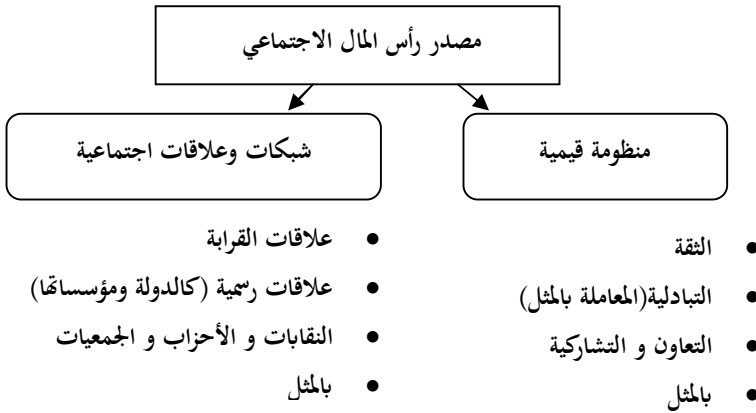 مصدر رأس المال الاجتماعي
منظومة قيمية
شبكات وعلاقات اجتماعية
• الثقة
• التبادلية(المعاملة بالمثل)
• التعاون و التشاركية
• بالمثل
• علاقات القرابة
• علاقات رسمية (كالدولة ومؤسساتها)
• النقابات و الأحزاب و الجمعيات
• بالمثل